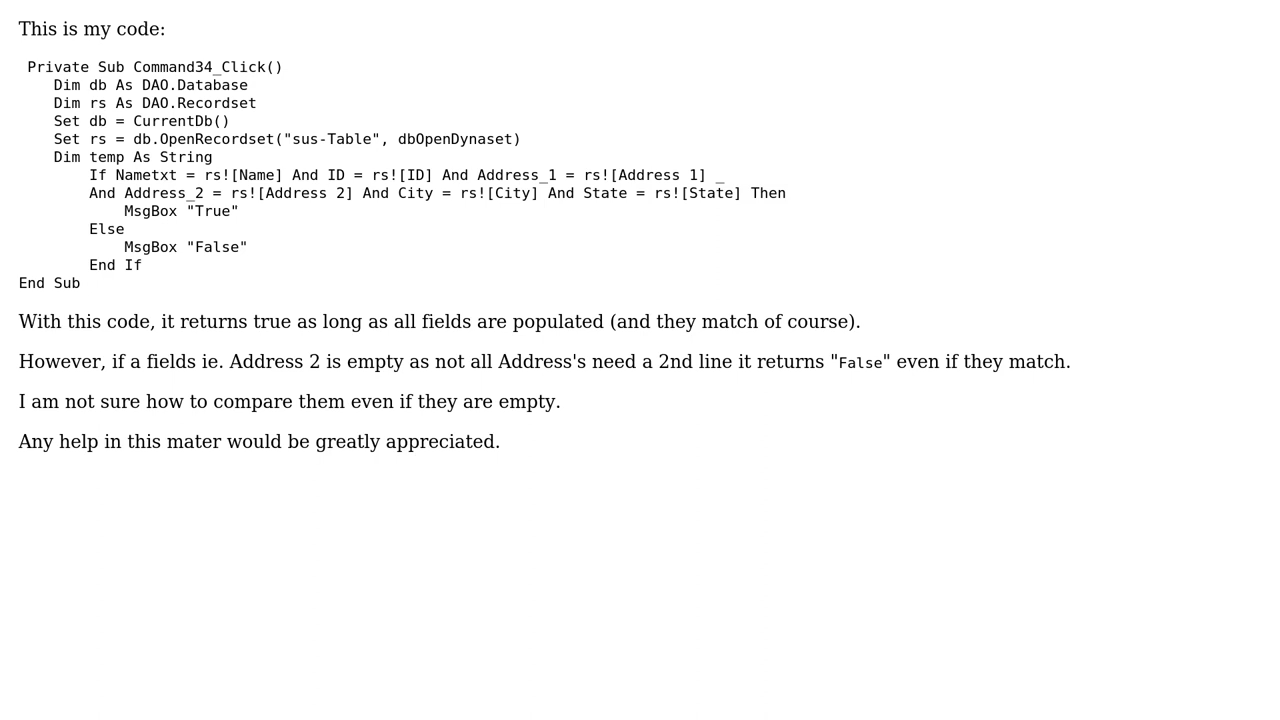 This is my code:
Private Sub Command34_Click()
Dim db As DAO.Database
Dim rs As DAO.Recordset
Set db = CurrentDb()
Set rs = db.OpenRecordset("sus-Table", dbOpenDynaset)
Dim temp As String
If Nametxt = rs![Name] And ID = rs![ID] And Address_1 = rs![Address 1] _
And Address_2 = rs![Address 2] And City = rs![City] And State = rs![State] Then
MsgBox "True"
Else
MsgBox "False"
End If
End Sub
With this code, it returns true as long as all fields are populated (and they match of course).
However, if a fields ie. Address 2 is empty as not all Address's need a 2nd line it returns "False" even if they match.
I am not sure how to compare them even if they are empty.
Any help in this mater would be greatly appreciated.